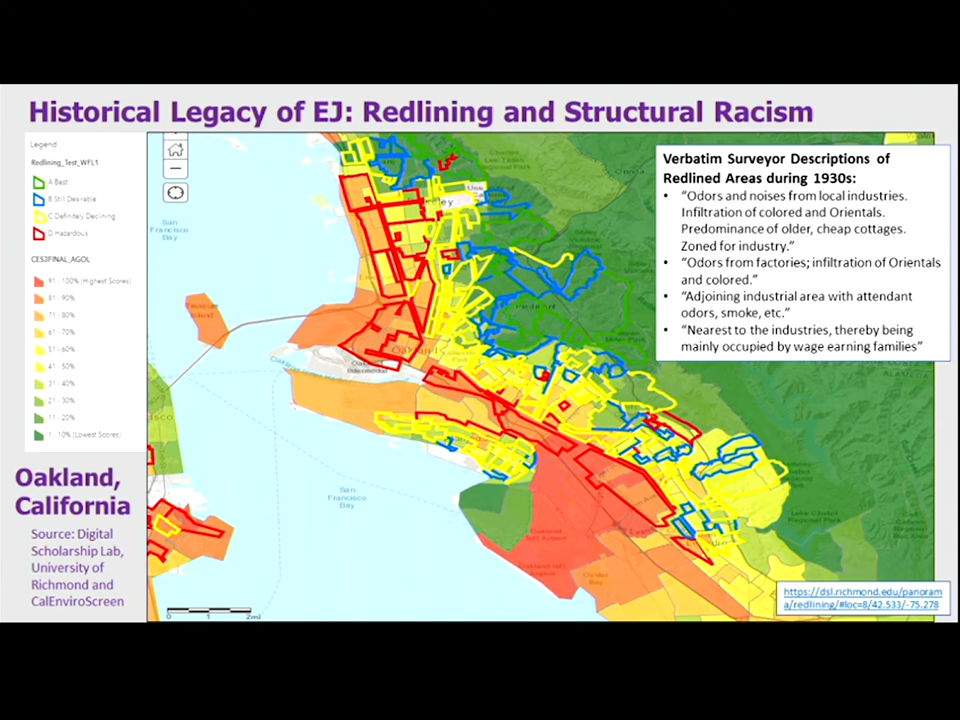 Historical Legacy of EJ: Redlining and Structural Racism
Legend
Redlining_Test_WFL1
A Best
B Still Desirable
C Definitely Declining
D Hazardous
CES3FINAL_AGOL
91 - 100% (Highest Scores)
81 - 90%
71 - 80%
61 - 70%
51 - 60%
41 - 50%
31 - 40%
21 - 30%
11 - 20%
1 - 10% (Lowest Scores)
Oakland,
California
Source: Digital
Scholarship Lab,
University of
Richmond and
CalEnviroScreen
San
Francisco
Bay
Treasure
Island
Oakland
San
Francisco
Bay
0 1 2mi
Verbatim Surveyor Descriptions of
Redlined Areas during 1930s:
• “Odors and noises from local industries.
Infiltration of colored and Orientals.
Predominance of older, cheap cottages.
Zoned for industry.”
• “Odors from factories; infiltration of Orientals
and colored.”
• “Adjoining industrial area with attendant
odors, smoke, etc.”
• “Nearest to the industries, thereby being
mainly occupied by wage earning families”
ALAMEDA
https://dsl.richmond.edu/panoram
a/redlining/#loc=8/42.533/-75.278